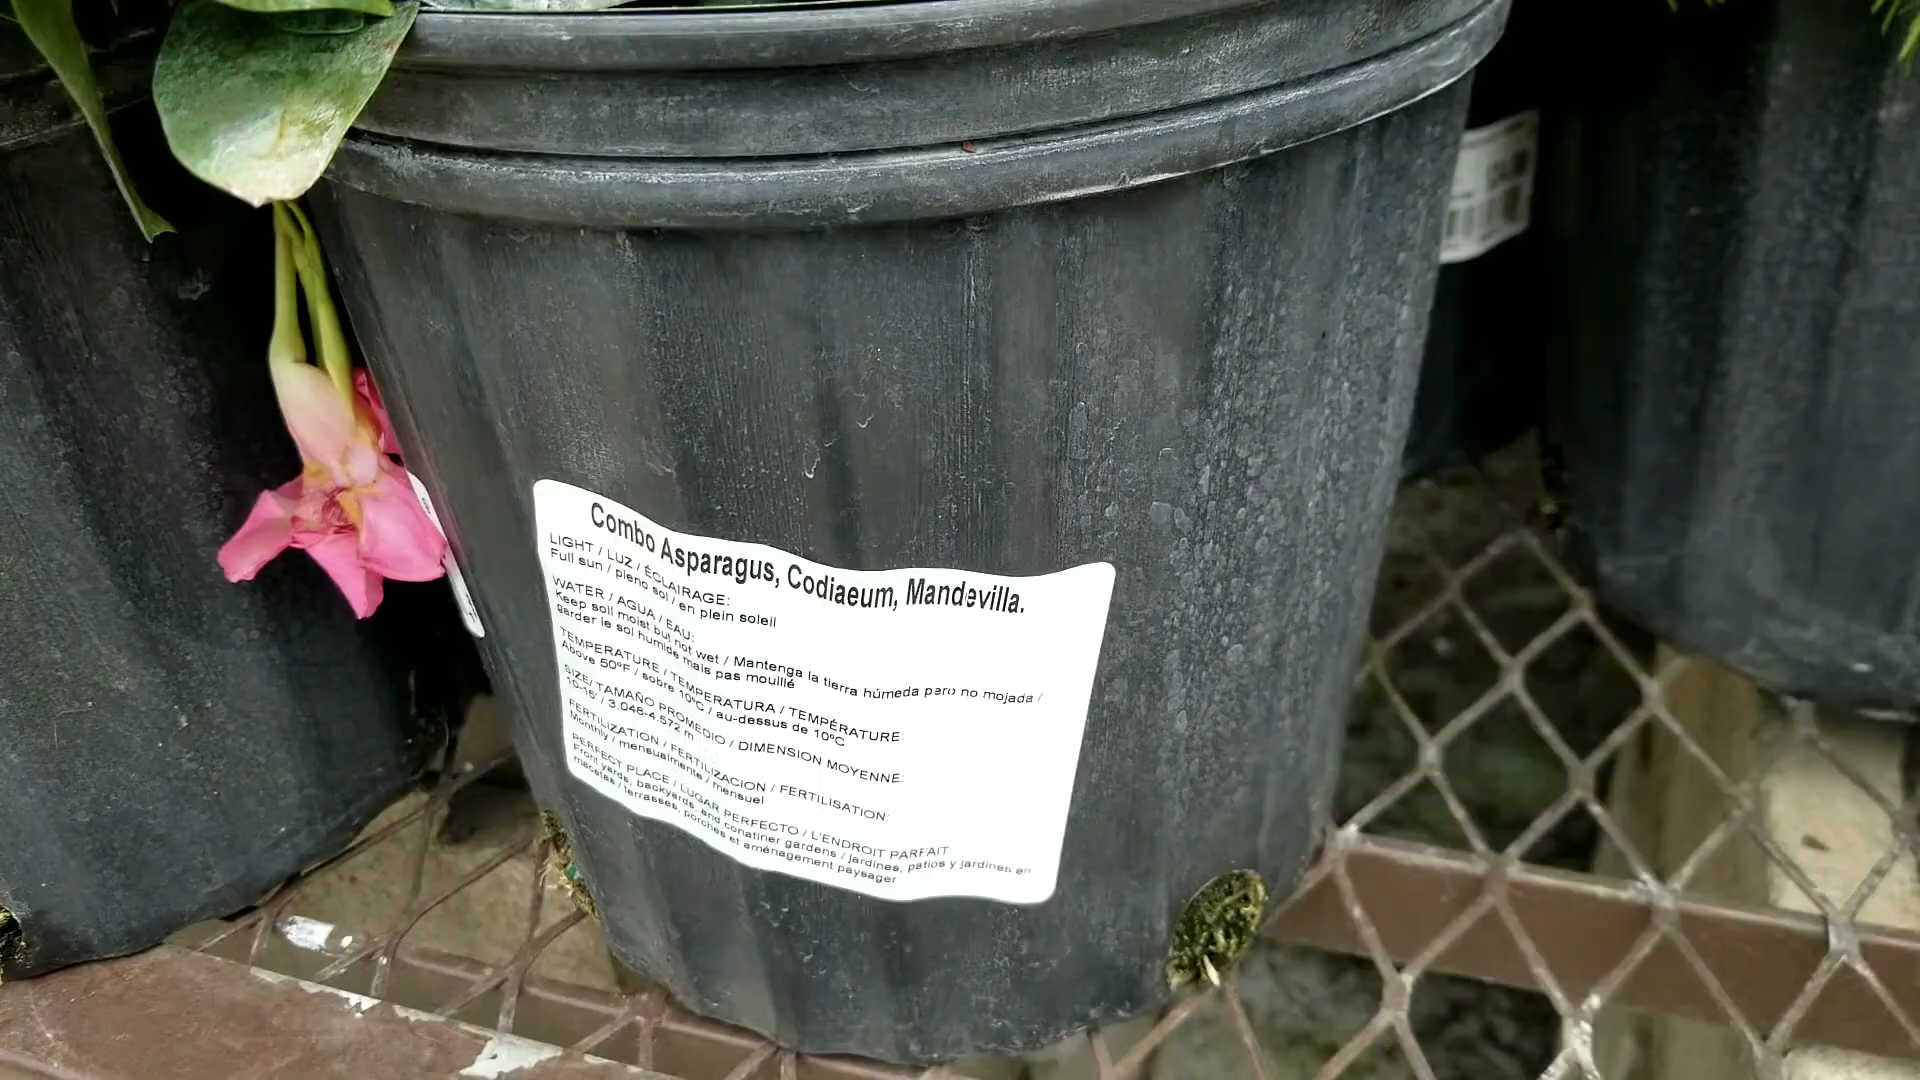 Combo Asparagus, Codiaeum, Mandevilla.
LIGHT / LUZ / ÉCLAIRAGE:
Full sun / pleno sol / en plein soleil
WATER / AGUA / EAU:
Keep soil moist but not wet / Mantenga la tierra húmeda pero no mojada /
garder le sol humide mais pas mouillé
TEMPERATURE / TEMPERATURA / TEMPÉRATURE:
Above 50ºF / sobre 10ºC / au-dessus de 10ºC
SIZE/ TAMAÑO PROMEDIO / DIMENSION MOYENNE:
10-15' / 3.048-4.572 m
FERTILIZATION / FERTILIZACION / FERTILISATION:
Monthly / mensualmente / mensuel
PERFECT PLACE / LUGAR PERFECTO / L'ENDROIT PARFAIT:
Front yards, backyards, and conatiner gardens / jardines, patios y jardines en
macetas / terrasses, porches et aménagement paysager